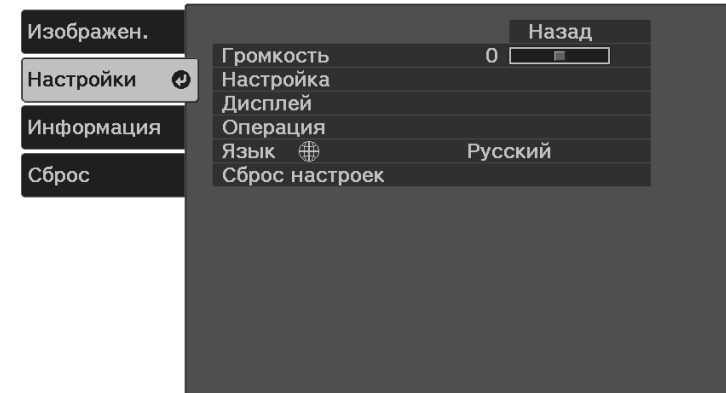 Изображен.
Настройки
Информация
Сброс
Назад
Громкость 0
Настройка
Дисплей
Операция
Язык Русский
Сброс настроек